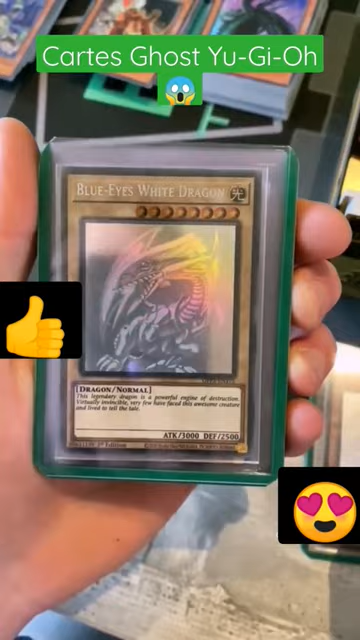 Cartes Ghost Yu-Gi-Oh
BLUE-EYES WHITE DRAGON
[DRAGON/NORMAL]
This legendary dragon is a powerful engine of destruction.
Virtually invincible, very few have faced this awesome creature
and lived to tell the tale.
ATK/3000 DEF/2500
1st Edition